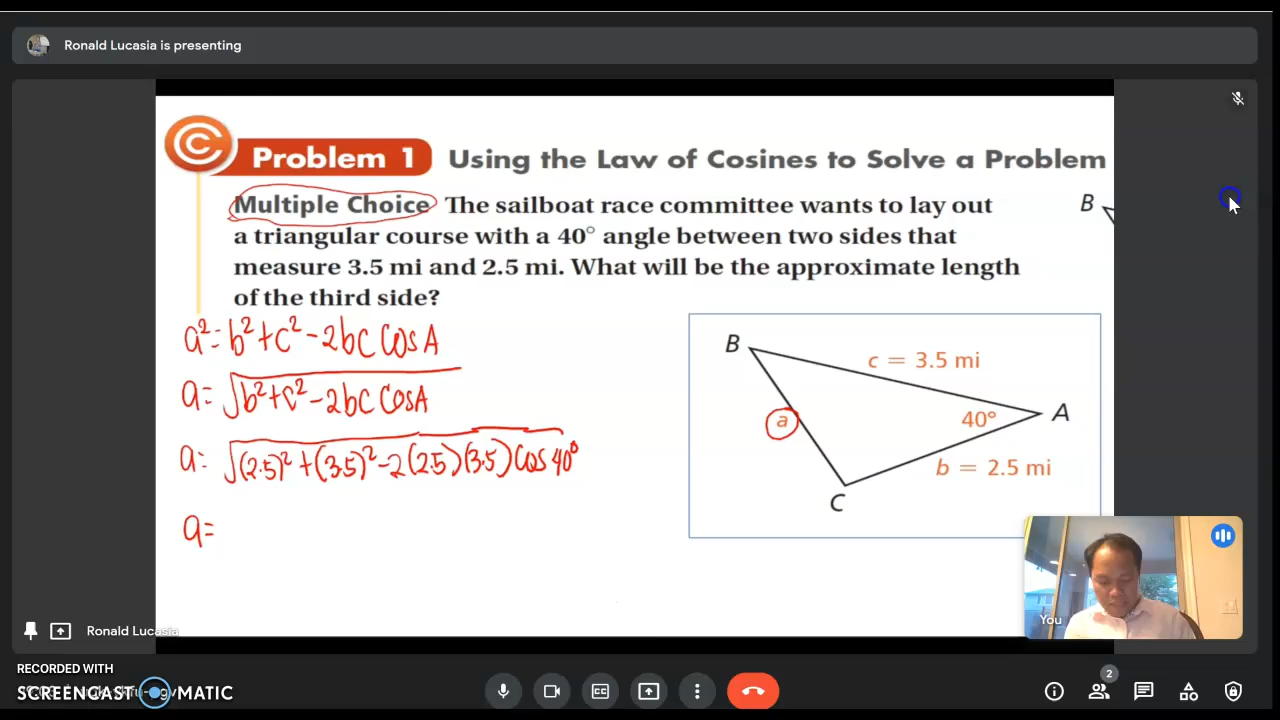 Ronald Lucasia is presenting
C Problem 1 Using the Law of Cosines to Solve a Problem
Multiple Choice The sailboat race committee wants to lay out
a triangular course with a 40° angle between two sides that
measure 3.5 mi and 2.5 mi. What will be the approximate length
of the third side?
B
a² = b² + c² - 2bc cos A
a = √b² + c² - 2bc cos A
a = √(2.5)² + (3.5)² - 2(2.5)(3.5) cos 40°
a =
B
c = 3.5 mi
a
40°
A
b = 2.5 mi
C
You
Ronald Lucasia
RECORDED WITH
SCREENCAST MATIC
2